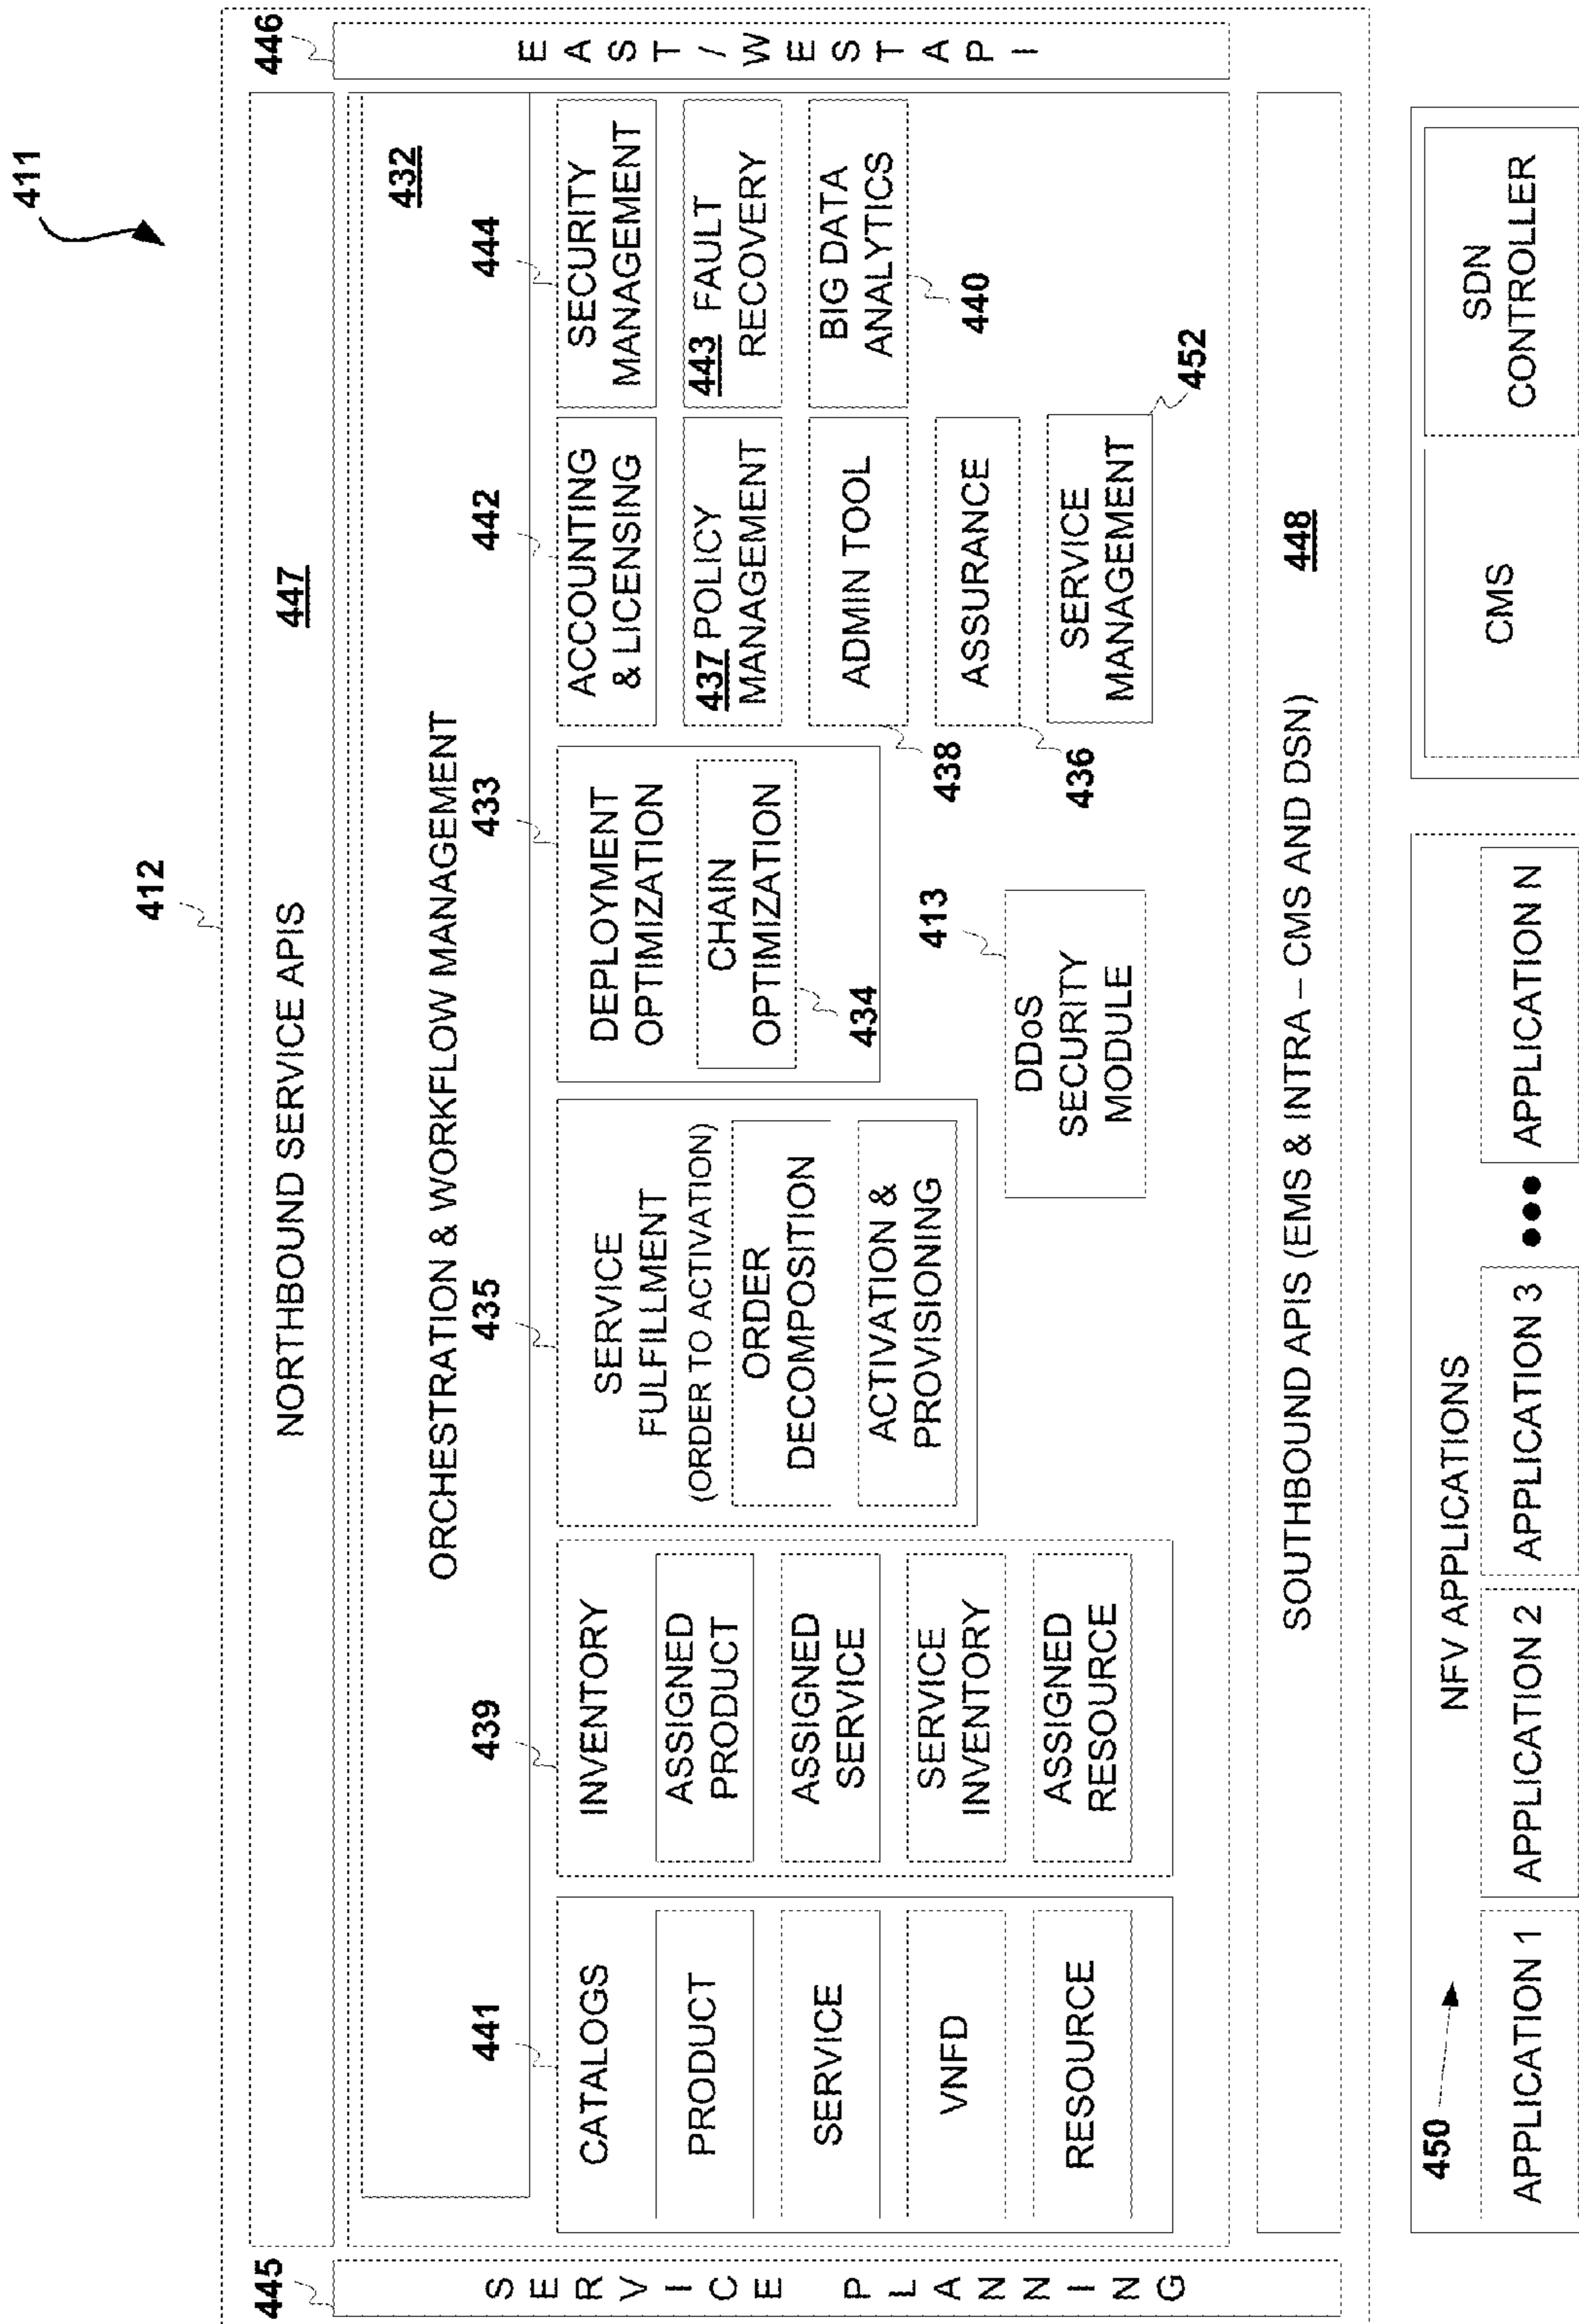 411
412
445
446
NORTHBOUND SERVICE APIS
447
SERVICE PLANNING
EAST/WEST API
ORCHESTRATION & WORKFLOW MANAGEMENT
432
441
CATALOGS
PRODUCT
SERVICE
VNFD
RESOURCE
439
INVENTORY
ASSIGNED
PRODUCT
ASSIGNED
SERVICE
SERVICE
INVENTORY
ASSIGNED
RESOURCE
435
SERVICE
FULFILLMENT
(ORDER TO ACTIVATION)
ORDER
DECOMPOSITION
ACTIVATION &
PROVISIONING
433
DEPLOYMENT
OPTIMIZATION
CHAIN
OPTIMIZATION
434
413
DDoS
SECURITY
MODULE
442
ACCOUNTING
& LICENSING
437 POLICY
MANAGEMENT
ADMIN TOOL
438
ASSURANCE
436
SERVICE
MANAGEMENT
452
444
SECURITY
MANAGEMENT
443 FAULT
RECOVERY
BIG DATA
ANALYTICS
440
SOUTHBOUND APIS (EMS & INTRA – CMS AND DSN)
448
450
NFV APPLICATIONS
APPLICATION 1
APPLICATION 2
APPLICATION 3
●●●
APPLICATION N
CMS
SDN
CONTROLLER